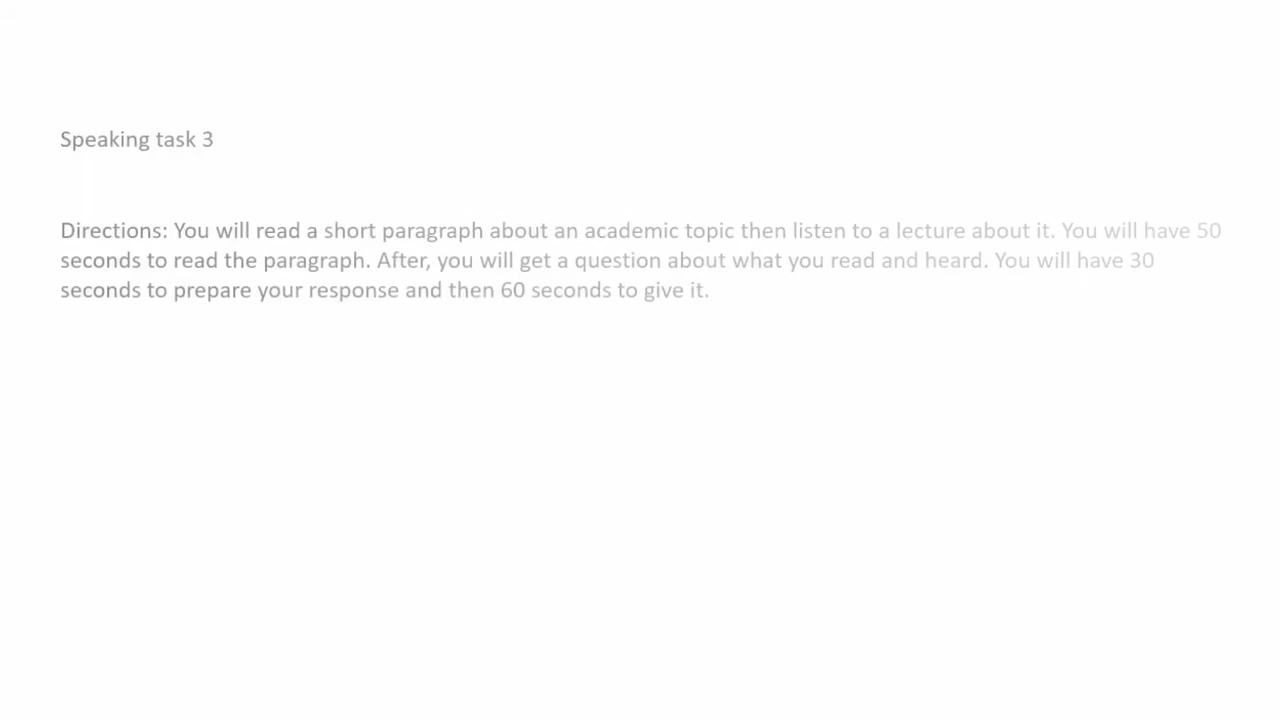 Speaking task 3
Directions: You will read a short paragraph about an academic topic then listen to a lecture about it. You will have 50
seconds to read the paragraph. After, you will get a question about what you read and heard. You will have 30
seconds to prepare your response and then 60 seconds to give it.